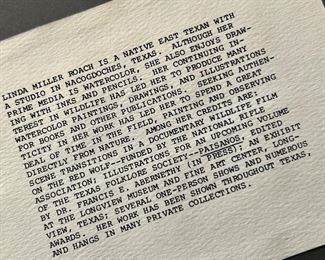 LINDA MILLER ROACH IS A NATIVE EAST TEXAN WITH
A STUDIO IN NACOGDOCHES, TEXAS. ALTHOUGH HER
PRIME MEDIA IS WATERCOLOR, SHE ALSO ENJOYS DRAW-
ING WITH INKS AND PENCILS. HER CONTINUING IN-
TEREST IN WILDLIFE HAS LED HER TO PRODUCE MANY
WATERCOLOR PAINTINGS, DRAWINGS, AND ILLUSTRATIONS
FOR BOOKS AND OTHER PUBLICATIONS. SEEKING AUTHEN-
TICITY IN HER WORK HAS LED HER TO SPEND A GREAT
DEAL OF TIME IN THE FIELD, PAINTING AND OBSERVING
DIRECTLY FROM NATURE. AMONG HER CREDITS ARE:
SCENE TRANSITIONS IN A DOCUMENTARY WILDLIFE FILM
ON THE RED WOLF--FUNDED BY THE NATIONAL RIFLE
ASSOCIATION; ILLUSTRATIONS FOR AN UPCOMING VOLUME
OF THE TEXAS FOLKLORE SOCIETY--PAISANOS, EDITED
BY DR. FRANCIS E. ABERNETHY (IN PRESS); AN EXHIBIT
AT THE LONGVIEW MUSEUM AND FINE ART CENTER, LONG-
VIEW, TEXAS; SEVERAL ONE-PERSON SHOWS AND NUMEROUS
AWARDS. HER WORK HAS BEEN SHOWN THROUGHOUT TEXAS,
AND HANGS IN MANY PRIVATE COLLECTIONS.